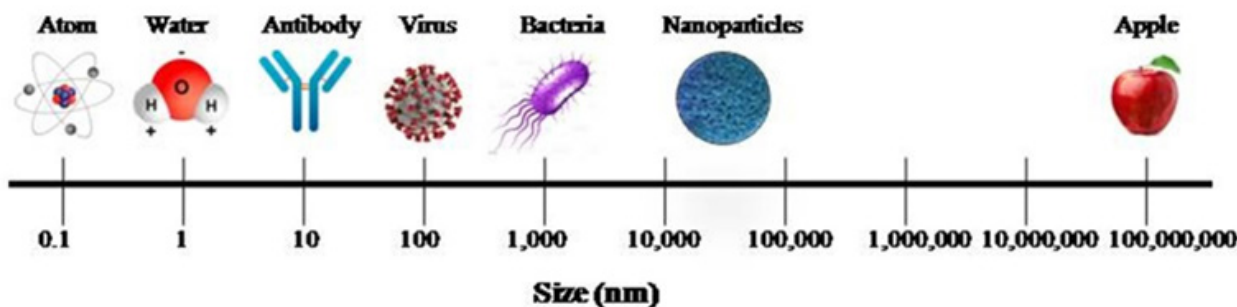 Atom Water Antibody Virus Bacteria Nanoparticles Apple
-
O
H H
+ +
0.1 1 10 100 1,000 10,000 100,000 1,000,000 10,000,000 100,000,000
Size (nm)